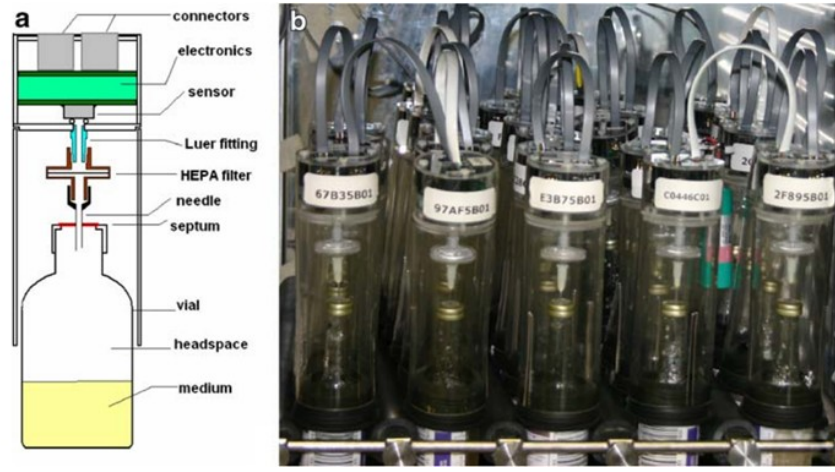 a
connectors
electronics
sensor
Luer fitting
HEPA filter
needle
septum
vial
headspace
medium
b
67B35B01
97AF5B01
E3B75B01
C0446C01
2F895B01